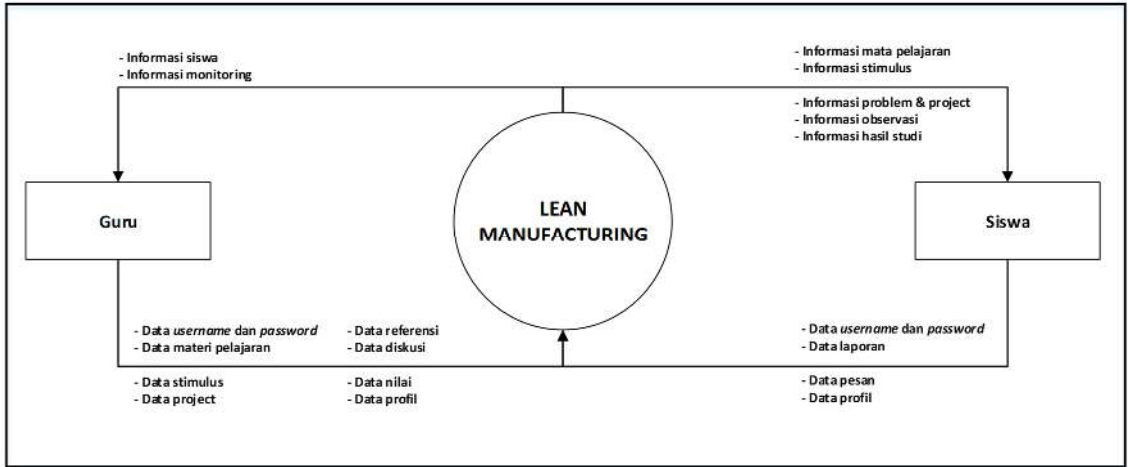 - Informasi siswa
- Informasi monitoring
- Informasi mata pelajaran
- Informasi stimulus
- Informasi problem & project
- Informasi observasi
- Informasi hasil studi
Guru
LEAN
MANUFACTURING
Siswa
- Data username dan password
- Data materi pelajaran
- Data referensi
- Data diskusi
- Data username dan password
- Data laporan
- Data stimulus
- Data project
- Data nilai
- Data profil
- Data pesan
- Data profil